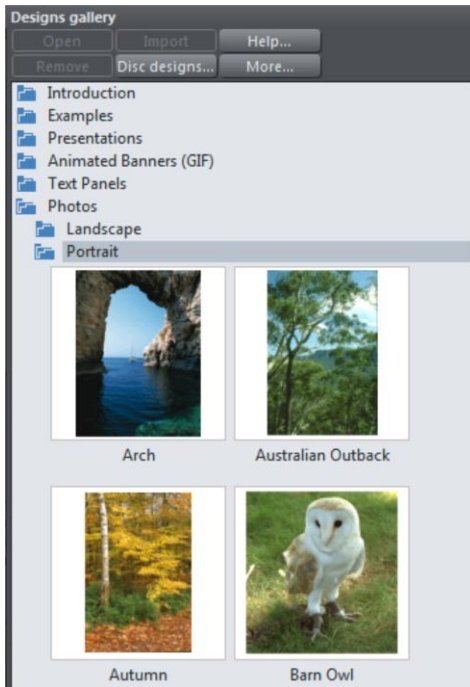 Designs gallery
Open Import Help...
Remove Disc designs... More...
Introduction
Examples
Presentations
Animated Banners (GIF)
Text Panels
Photos
Landscape
Portrait
Arch Australian Outback
Autumn Barn Owl